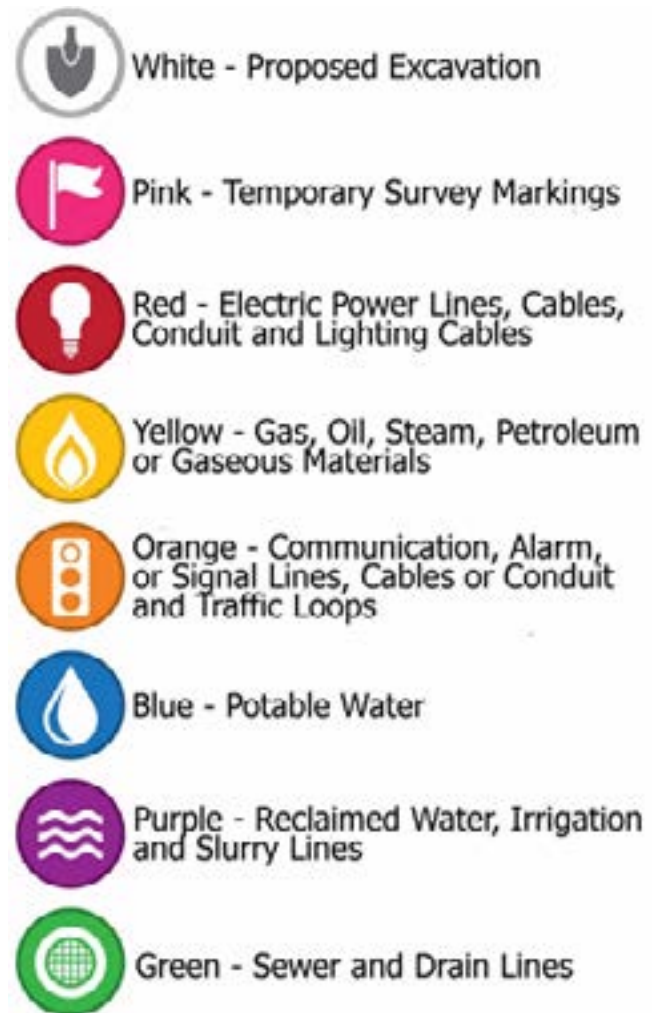 White - Proposed Excavation
Pink - Temporary Survey Markings
Red - Electric Power Lines, Cables,
Conduit and Lighting Cables
Yellow - Gas, Oil, Steam, Petroleum
or Gaseous Materials
Orange - Communication, Alarm,
or Signal Lines, Cables or Conduit
and Traffic Loops
Blue - Potable Water
Purple - Reclaimed Water, Irrigation
and Slurry Lines
Green - Sewer and Drain Lines